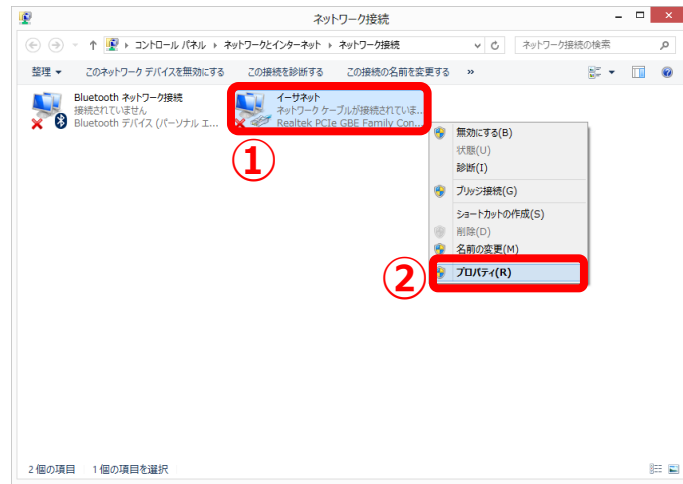 ネットワーク接続
コントロール パネル ▸ ネットワークとインターネット ▸ ネットワーク接続
ネットワーク接続の検索
整理 ▼ このネットワーク デバイスを無効にする この接続を診断する この接続の名前を変更する »
Bluetooth ネットワーク接続
接続されていません
Bluetooth デバイス (パーソナル エ...
イーサネット
ネットワーク ケーブルが接続されていま...
Realtek PCIe GBE Family Con...
①
無効にする(B)
状態(U)
診断(I)
ブリッジ接続(G)
ショートカットの作成(S)
削除(D)
名前の変更(M)
②
プロパティ(R)
2 個の項目 1 個の項目を選択